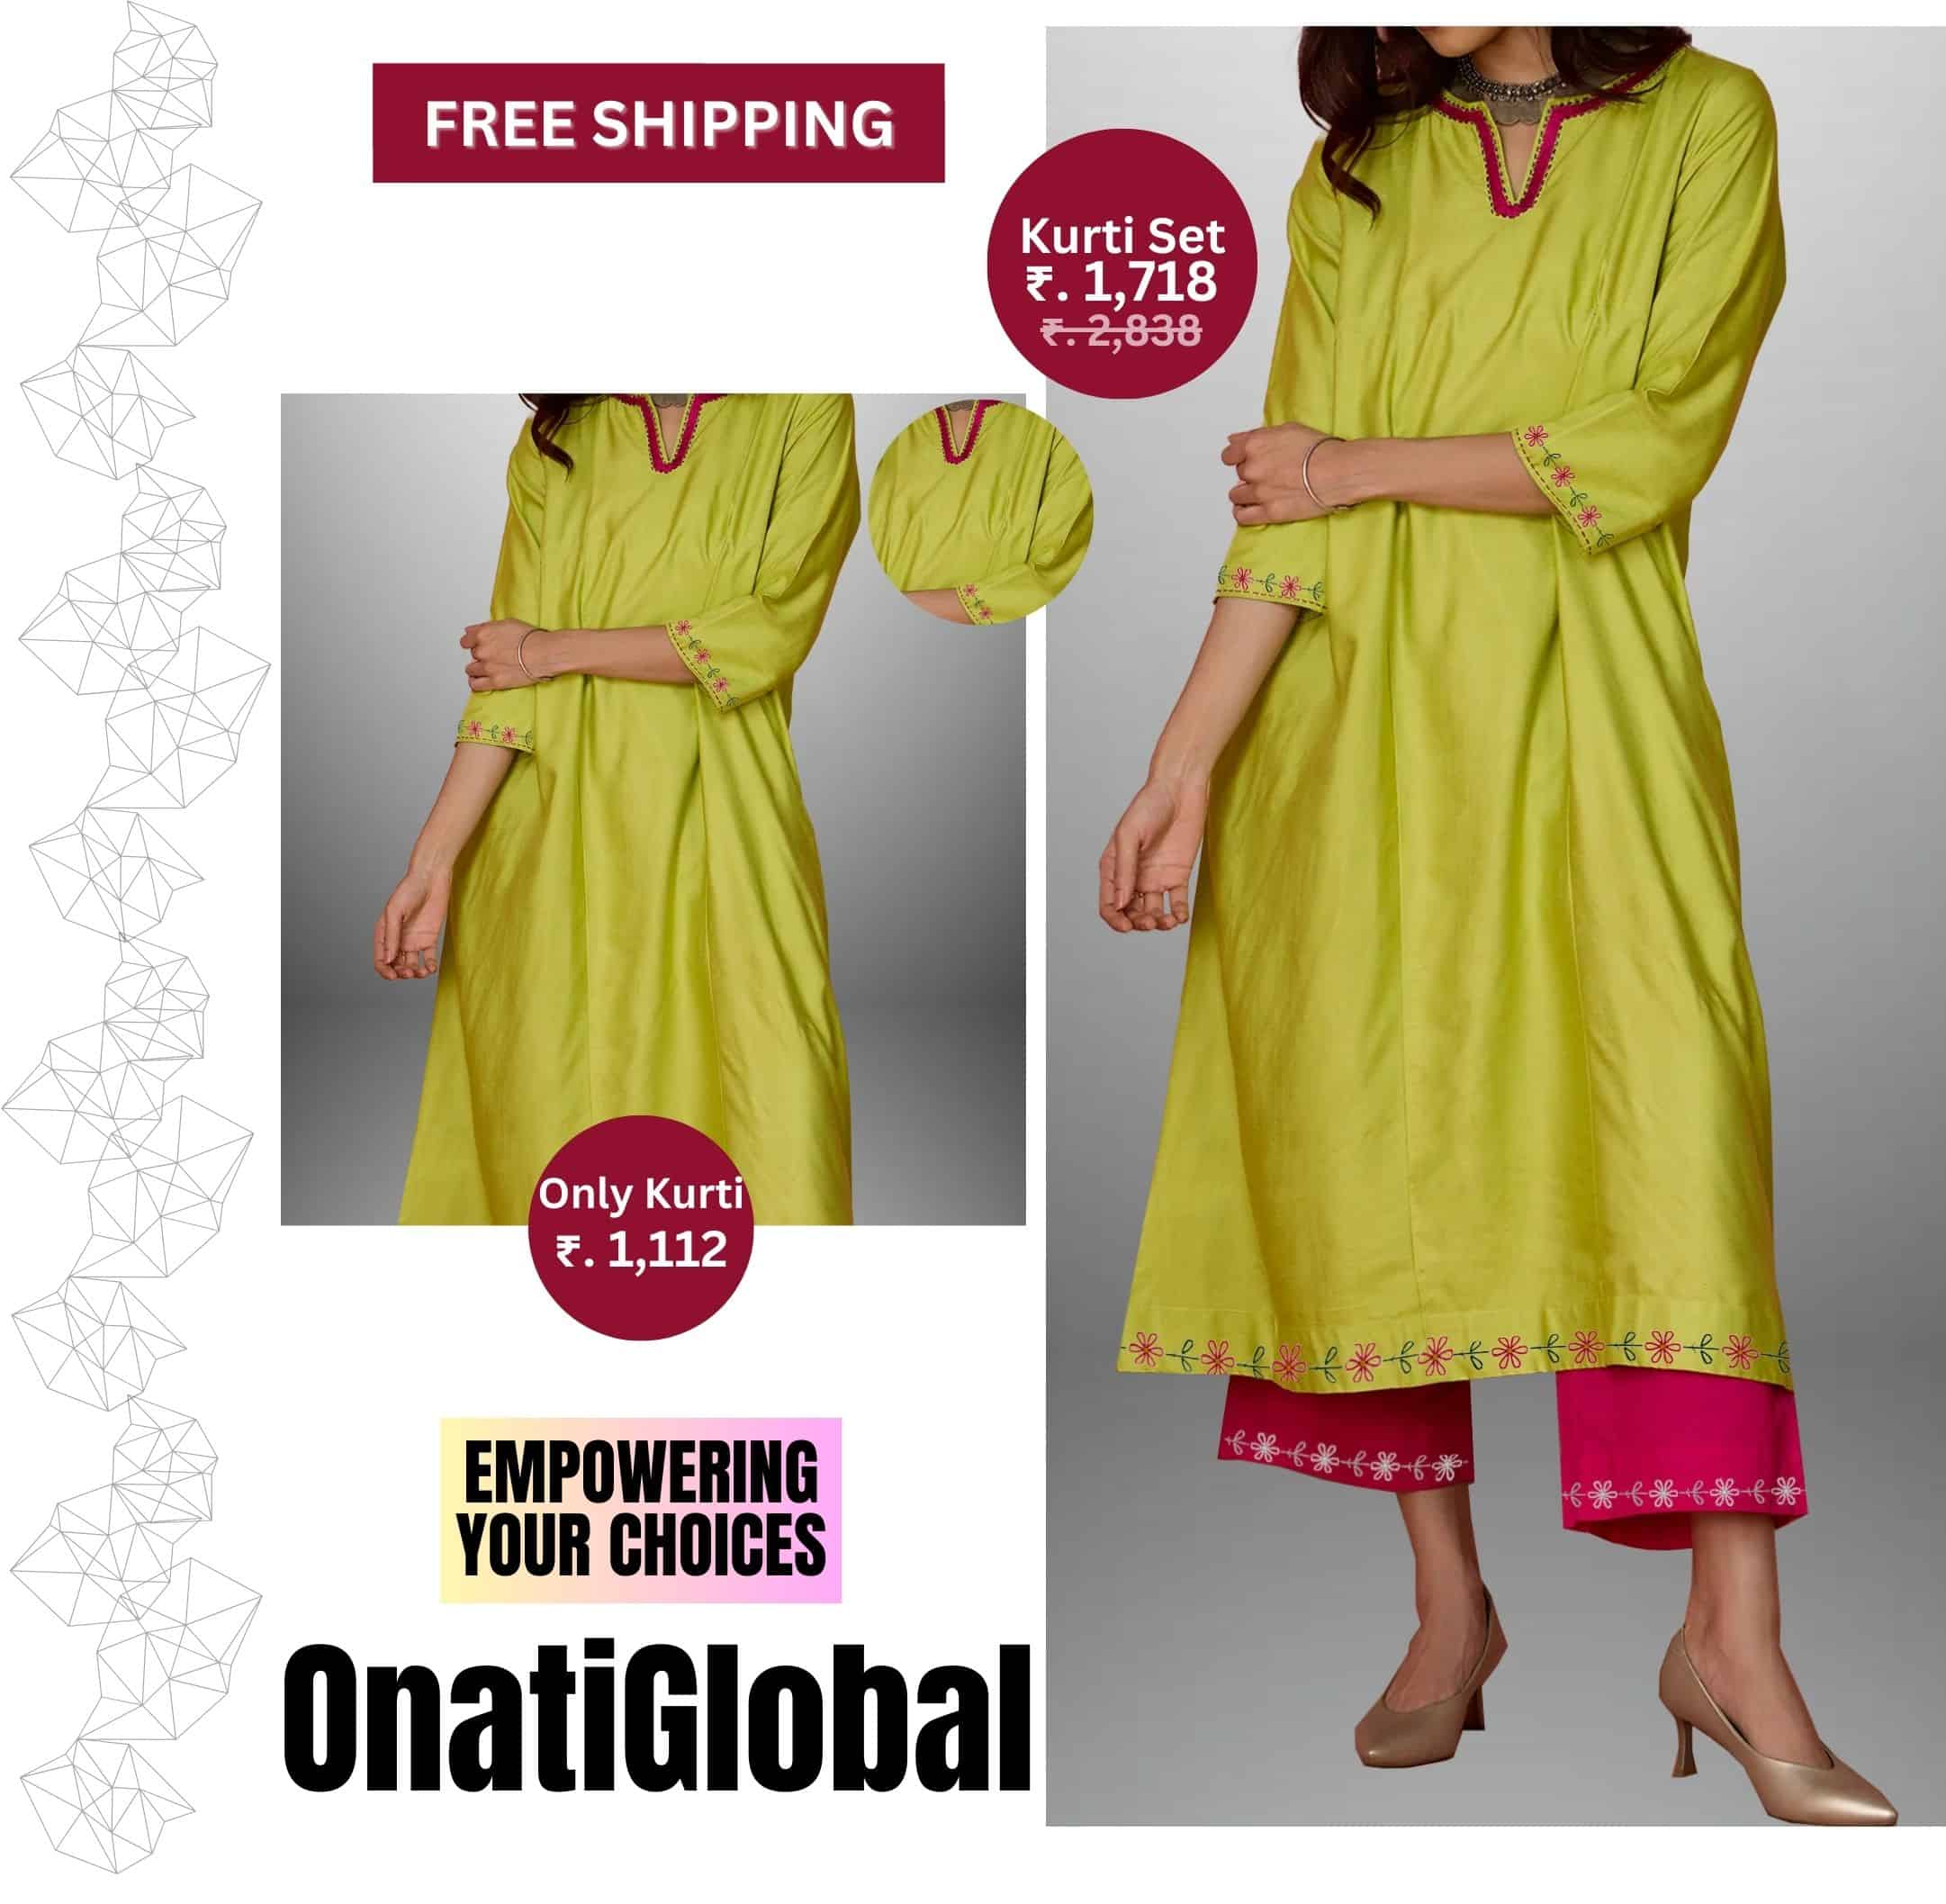 FREE SHIPPING
Kurti Set
₹. 1,718
₹. 2,838
Only Kurti
₹. 1,112
EMPOWERING
YOUR CHOICES
OnatiGlobal